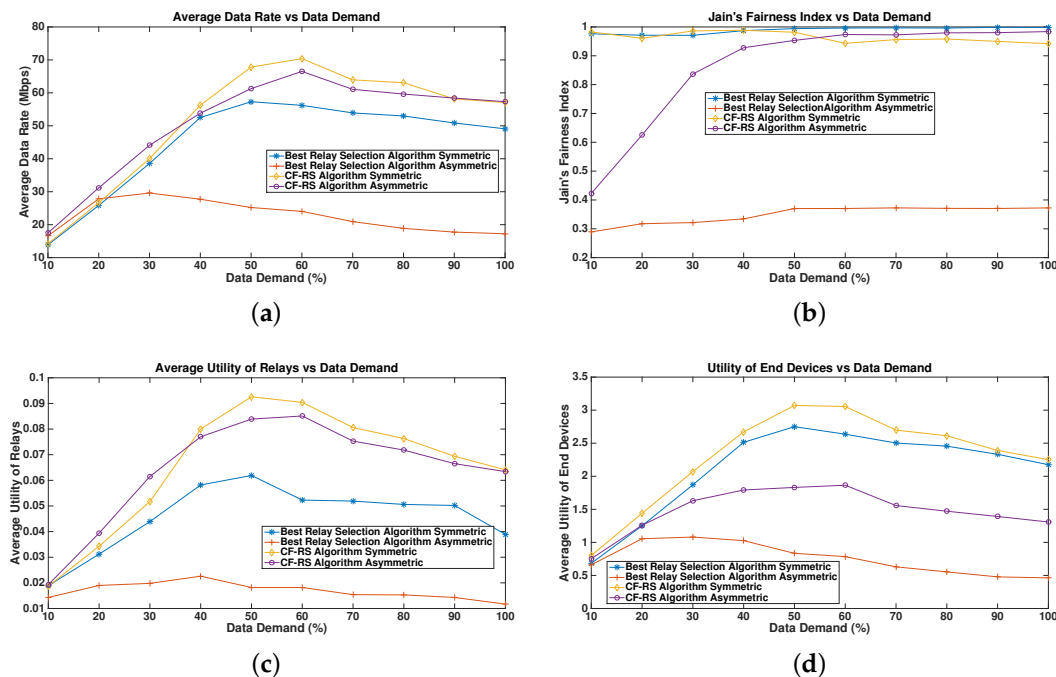 Average Data Rate vs Data Demand
Average Data Rate (Mbps)
80
70
60
50
40
30
20
10
Best Relay Selection Algorithm Symmetric
Best Relay Selection Algorithm Asymmetric
CF-RS Algorithm Symmetric
CF-RS Algorithm Asymmetric
10 20 30 40 50 60 70 80 90 100
Data Demand (%)
(a)
Jain's Fairness Index vs Data Demand
Jain's Fairness Index
1
0.9
0.8
0.7
0.6
0.5
0.4
0.3
0.2
Best Relay Selection Algorithm Symmetric
Best Relay SelectionAlgorithm Asymmetric
CF-RS Algorithm Symmetric
CF-RS Algorithm Asymmetric
10 20 30 40 50 60 70 80 90 100
Data Demand (%)
(b)
Average Utility of Relays vs Data Demand
Average Utility of Relays
0.1
0.09
0.08
0.07
0.06
0.05
0.04
0.03
0.02
0.01
Best Relay Selection Algorithm Symmetric
Best Relay Selection Algorithm Asymmetric
CF-RS Algorithm Symmetric
CF-RS Algorithm Asymmetric
10 20 30 40 50 60 70 80 90 100
Data Demand (%)
(c)
Utility of End Devices vs Data Demand
Average Utility of End Devices
3.5
3
2.5
2
1.5
1
0.5
0
Best Relay Selection Algorithm Symmetric
Best Relay Selection Algorithm Asymmetric
CF-RS Algorithm Symmetric
CF-RS Algorithm Asymmetric
10 20 30 40 50 60 70 80 90 100
Data Demand (%)
(d)